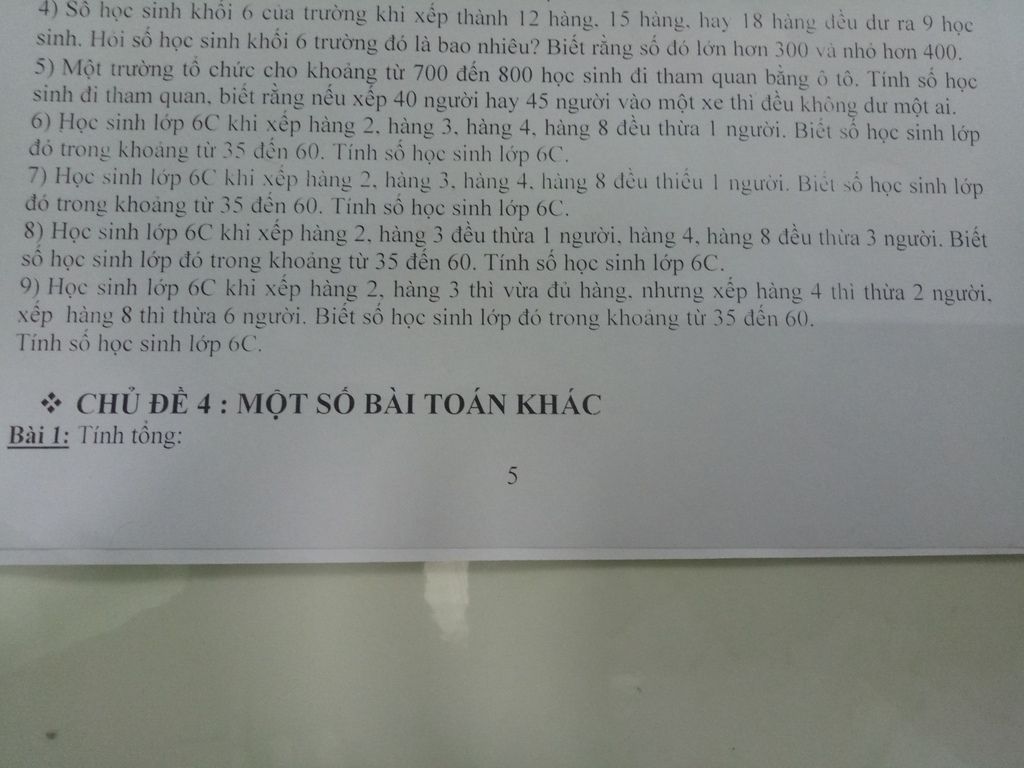 4) Số học sinh khối 6 của trường khi xếp thành 12 hàng, 15 hàng, hay 18 hàng đều dư ra 9 học
sinh. Hỏi số học sinh khối 6 trường đó là bao nhiêu? Biết rằng số đó lớn hơn 300 và nhỏ hơn 400.
5) Một trường tổ chức cho khoảng từ 700 đến 800 học sinh đi tham quan bằng ô tô. Tính số học
sinh đi tham quan, biết rằng nếu xếp 40 người hay 45 người vào một xe thì đều không dư một ai.
6) Học sinh lớp 6C khi xếp hàng 2, hàng 3, hàng 4, hàng 8 đều thừa 1 người. Biết số học sinh lớp
đó trong khoảng từ 35 đến 60. Tính số học sinh lớp 6C.
7) Học sinh lớp 6C khi xếp hàng 2, hàng 3, hàng 4, hàng 8 đều thiếu 1 người. Biết số học sinh lớp
đó trong khoảng từ 35 đến 60. Tính số học sinh lớp 6C.
8) Học sinh lớp 6C khi xếp hàng 2, hàng 3 đều thừa 1 người, hàng 4, hàng 8 đều thừa 3 người. Biết
số học sinh lớp đó trong khoảng từ 35 đến 60. Tính số học sinh lớp 6C.
9) Học sinh lớp 6C khi xếp hàng 2, hàng 3 thì vừa đủ hàng, nhưng xếp hàng 4 thì thừa 2 người,
xếp hàng 8 thì thừa 6 người. Biết số học sinh lớp đó trong khoảng từ 35 đến 60.
Tính số học sinh lớp 6C.
❖ CHỦ ĐỀ 4 : MỘT SỐ BÀI TOÁN KHÁC
Bài 1: Tính tổng:
5